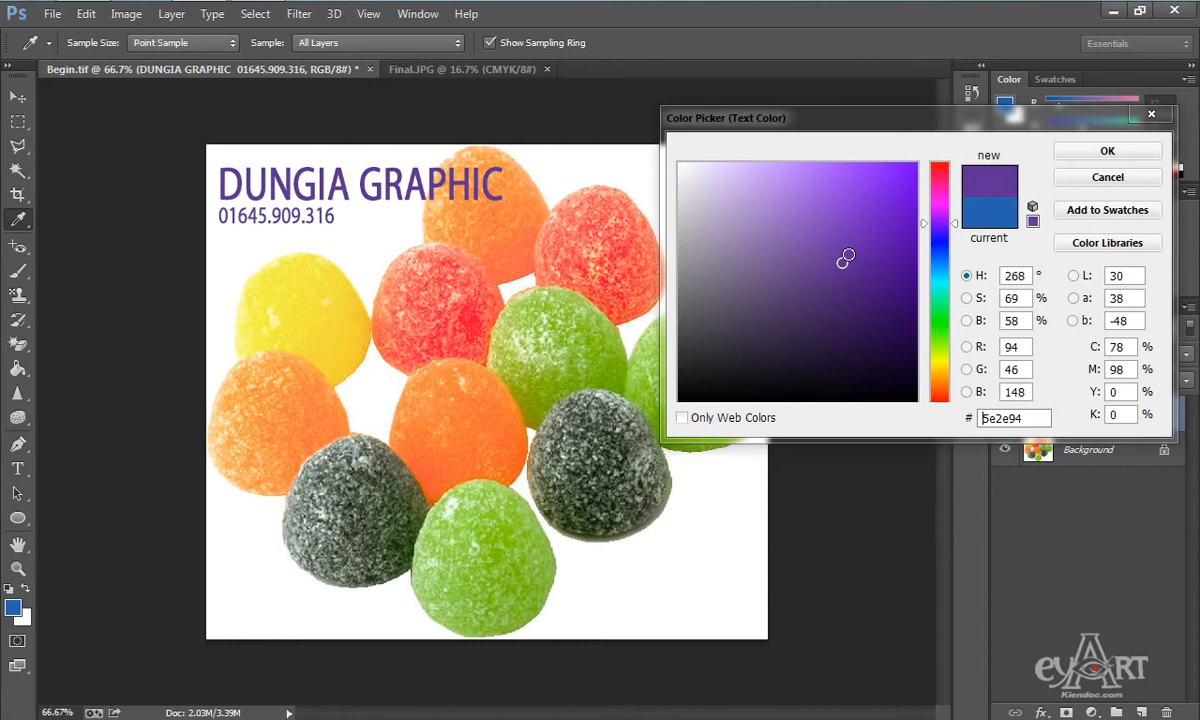 Ps File Edit Image Layer Type Select Filter 3D View Window Help
Sample Size: Point Sample Sample: All Layers Show Sampling Ring Essentials
Begin.tif @ 66.7% (DUNGIA GRAPHIC 01645.909.316, RGB/8#) * × Final.JPG @ 16.7% (CMYK/8#) ×
Color Swatches
R
DUNGIA GRAPHIC
01645.909.316
Color Picker (Text Color)
new
current
OK
Cancel
Add to Swatches
Color Libraries
H: 268 °
S: 69 %
B: 58 %
R: 94
G: 46
B: 148
# 5e2e94
L: 30
a: 38
b: -48
C: 78 %
M: 98 %
Y: 0 %
K: 0 %
Only Web Colors
Background
eyART
Kiendoc.com
66.67% Doc: 2.03M/3.39M
fx